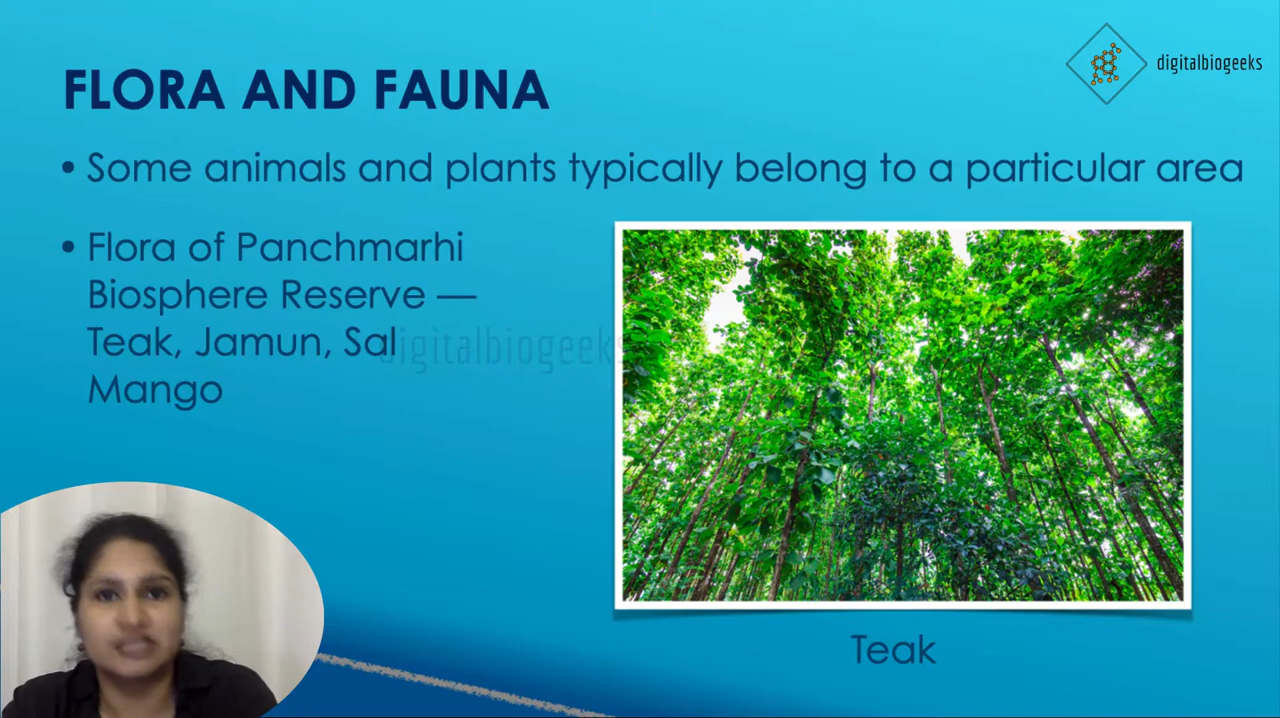 digitalbiogeeks
FLORA AND FAUNA
• Some animals and plants typically belong to a particular area
• Flora of Panchmarhi
Biosphere Reserve —
Teak, Jamun, Sal
Mango
digitalbiogeeks
Teak